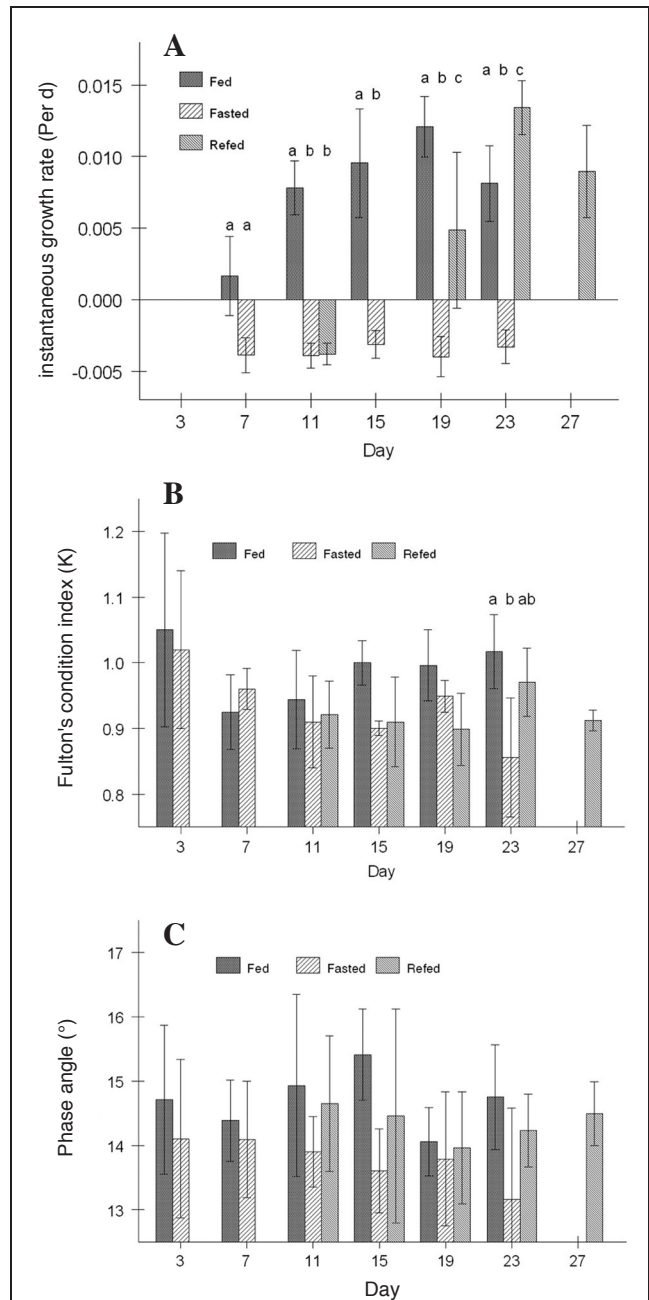 A
instantaneous growth rate (Per d)
0.015
0.010
0.005
0.000
-0.005
Fed
Fasted
Refed
a a
a b b
a b
a b c
a b c
3 7 11 15 19 23 27
Day
B
Fulton's condition index (K)
1.2
1.1
1.0
0.9
0.8
Fed Fasted Refed
a b ab
3 7 11 15 19 23 27
Day
C
Phase angle (°)
17
16
15
14
13
Fed Fasted Refed
3 7 11 15 19 23 27
Day